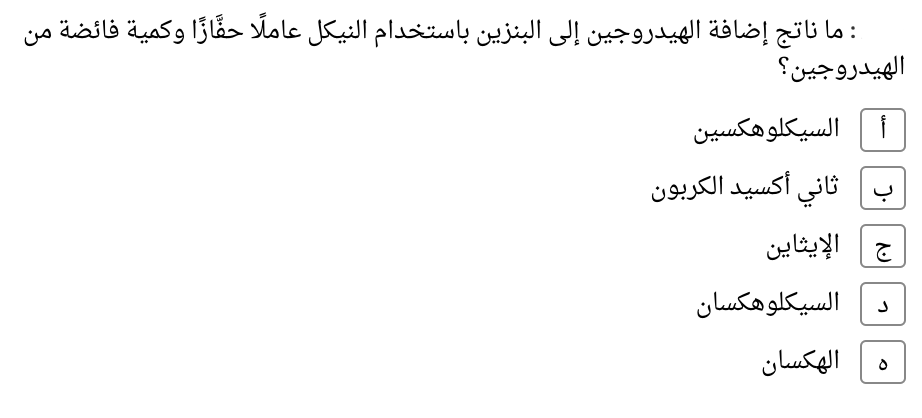 : ما ناتج إضافة الهيدروجين إلى البنزين باستخدام النيكل عاملًا حفَّازًا وكمية فائضة من
الهيدروجين؟
أ السيكلوهكسين
ب ثاني أكسيد الكربون
ج الإيثاين
د السيكلوهكسان
ه الهكسان